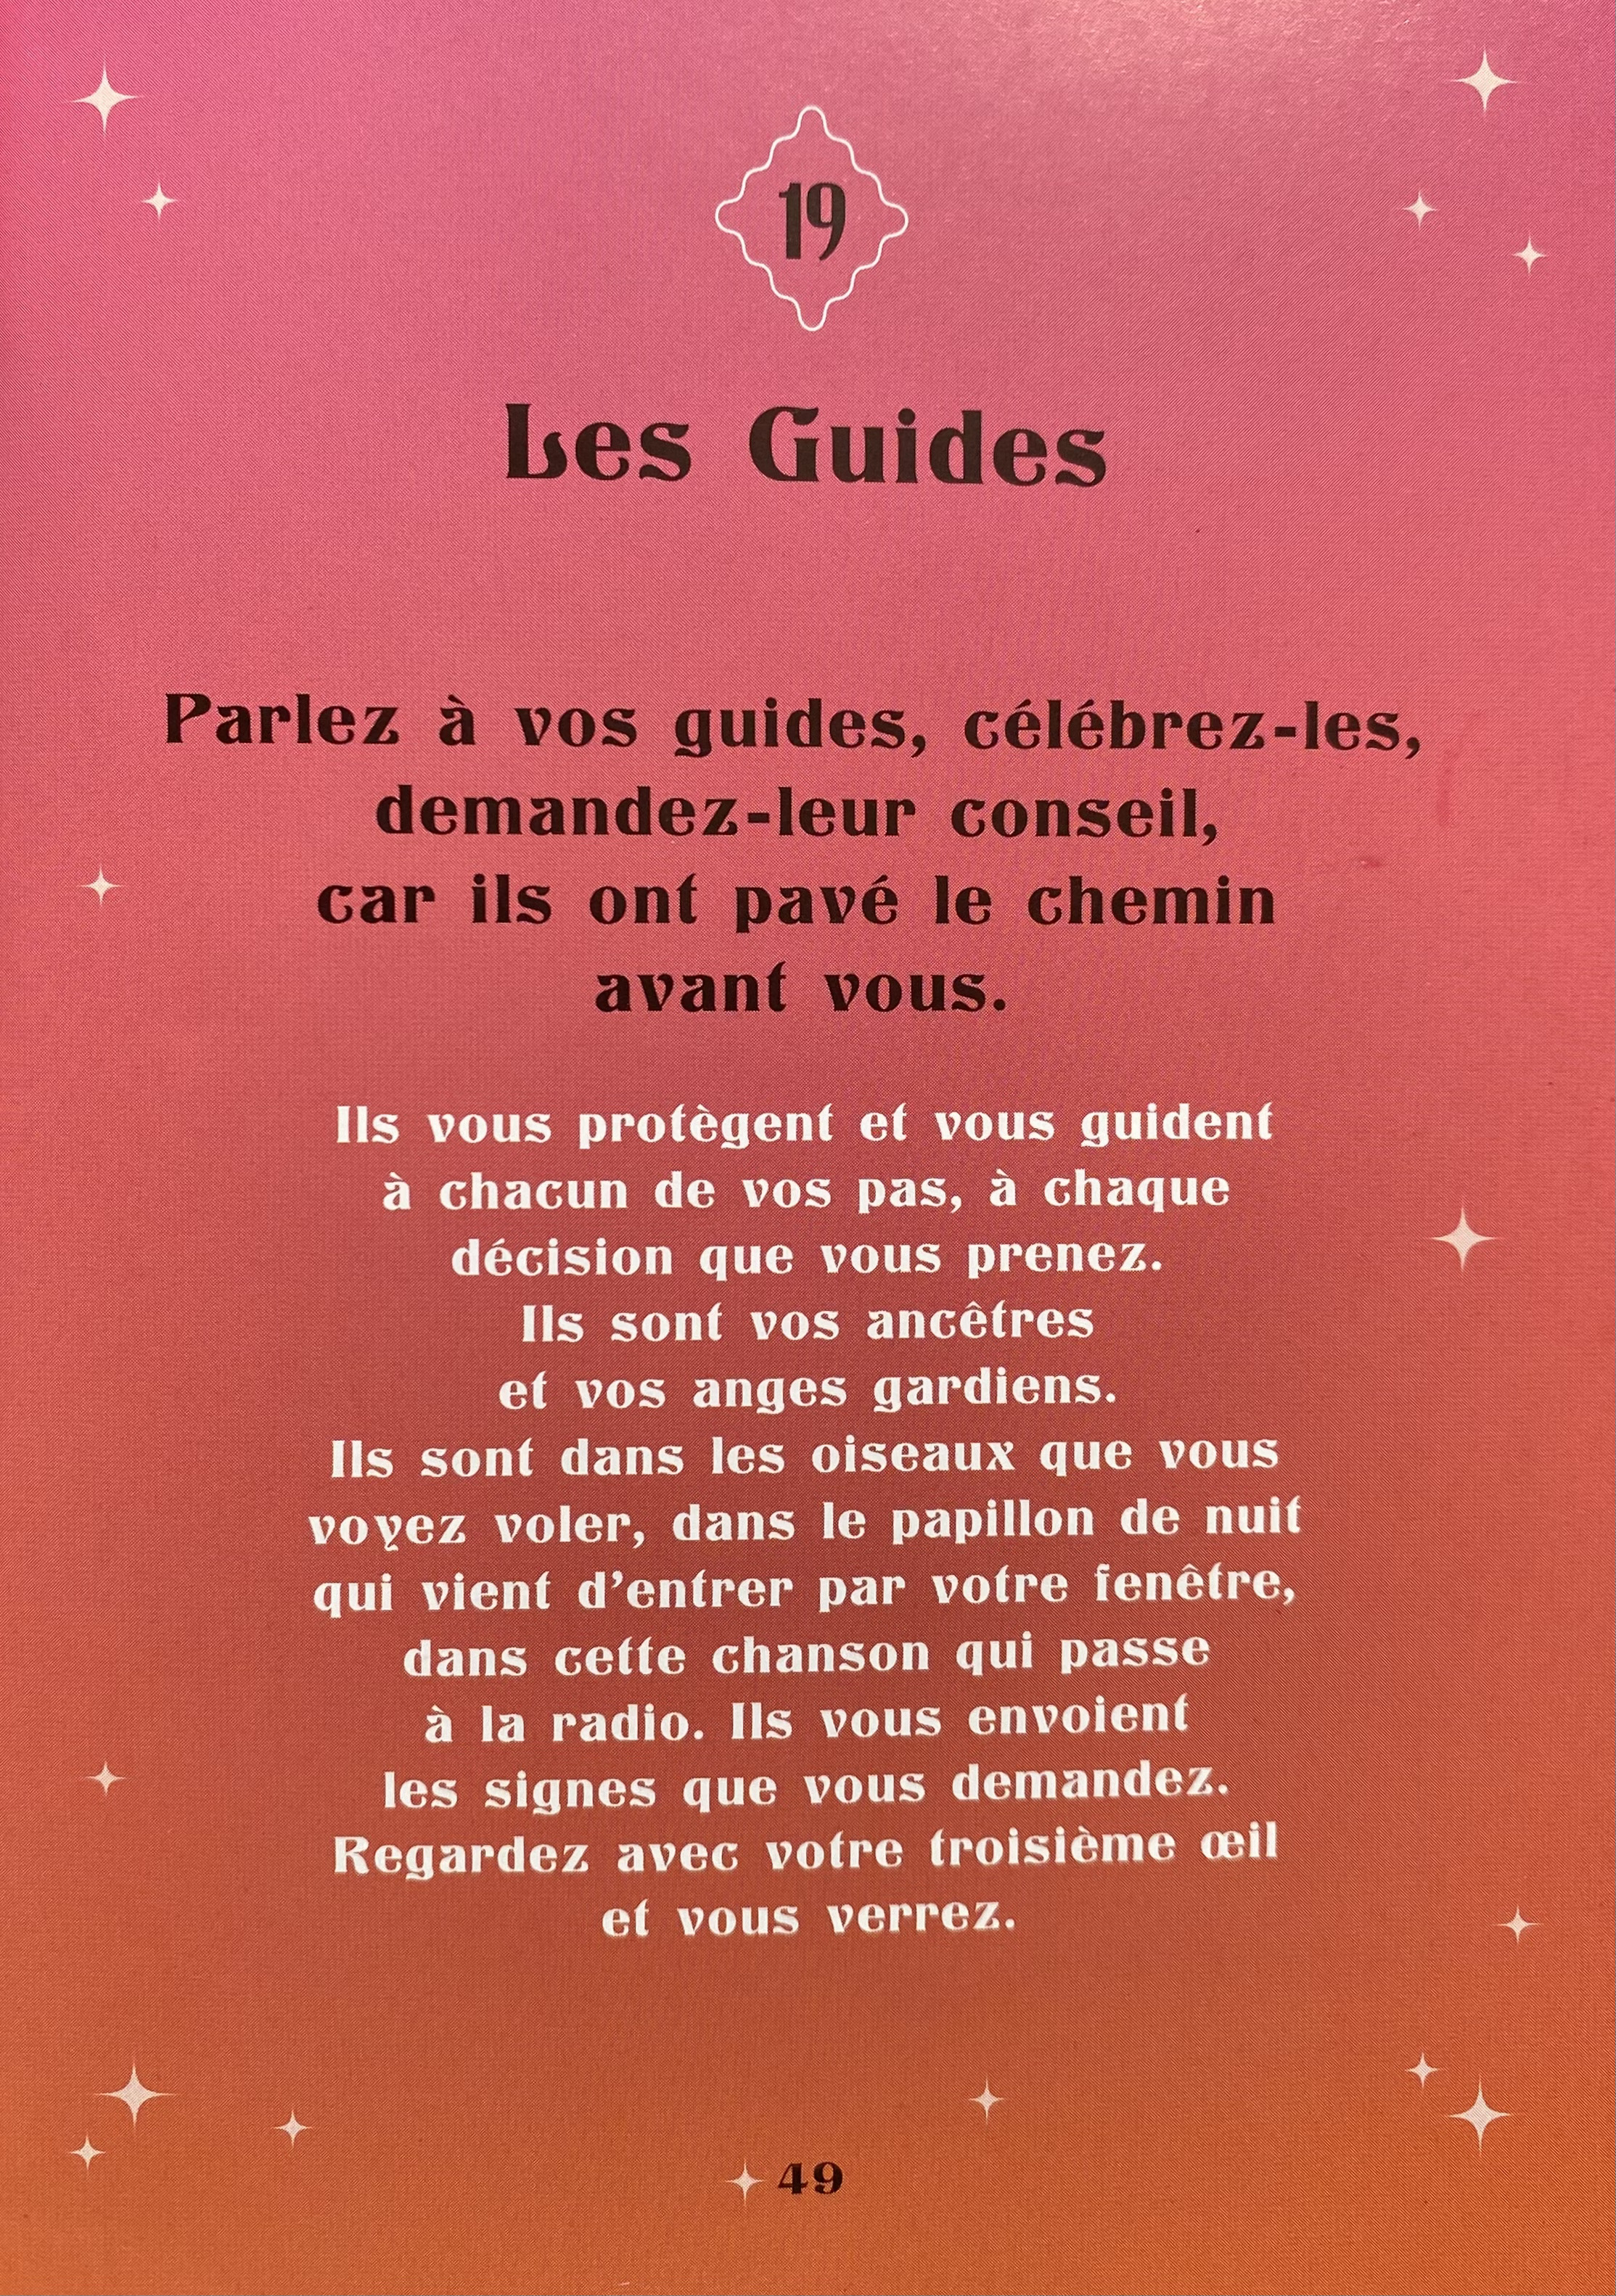 19
Les Guides
Parlez à vos guides, célébrez-les,
demandez-leur conseil,
car ils ont pavé le chemin
avant vous.
Ils vous protègent et vous guident
à chacun de vos pas, à chaque
décision que vous prenez.
Ils sont vos ancêtres
et vos anges gardiens.
Ils sont dans les oiseaux que vous
voyez voler, dans le papillon de nuit
qui vient d’entrer par votre fenêtre,
dans cette chanson qui passe
à la radio. Ils vous envoient
les signes que vous demandez.
Regardez avec votre troisième œil
et vous verrez.
49